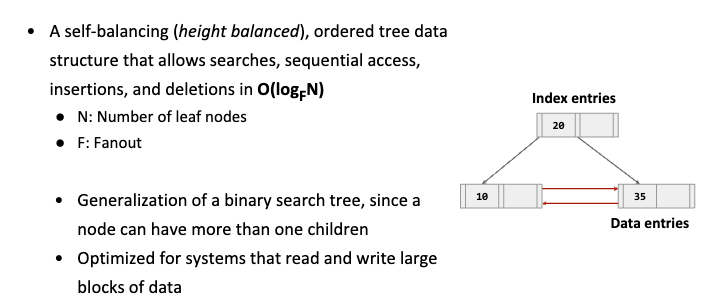 • A self-balancing (height balanced), ordered tree data
structure that allows searches, sequential access,
insertions, and deletions in O(logFN)
• N: Number of leaf nodes
• F: Fanout
• Generalization of a binary search tree, since a
node can have more than one children
• Optimized for systems that read and write large
blocks of data
Index entries
20
10
35
Data entries